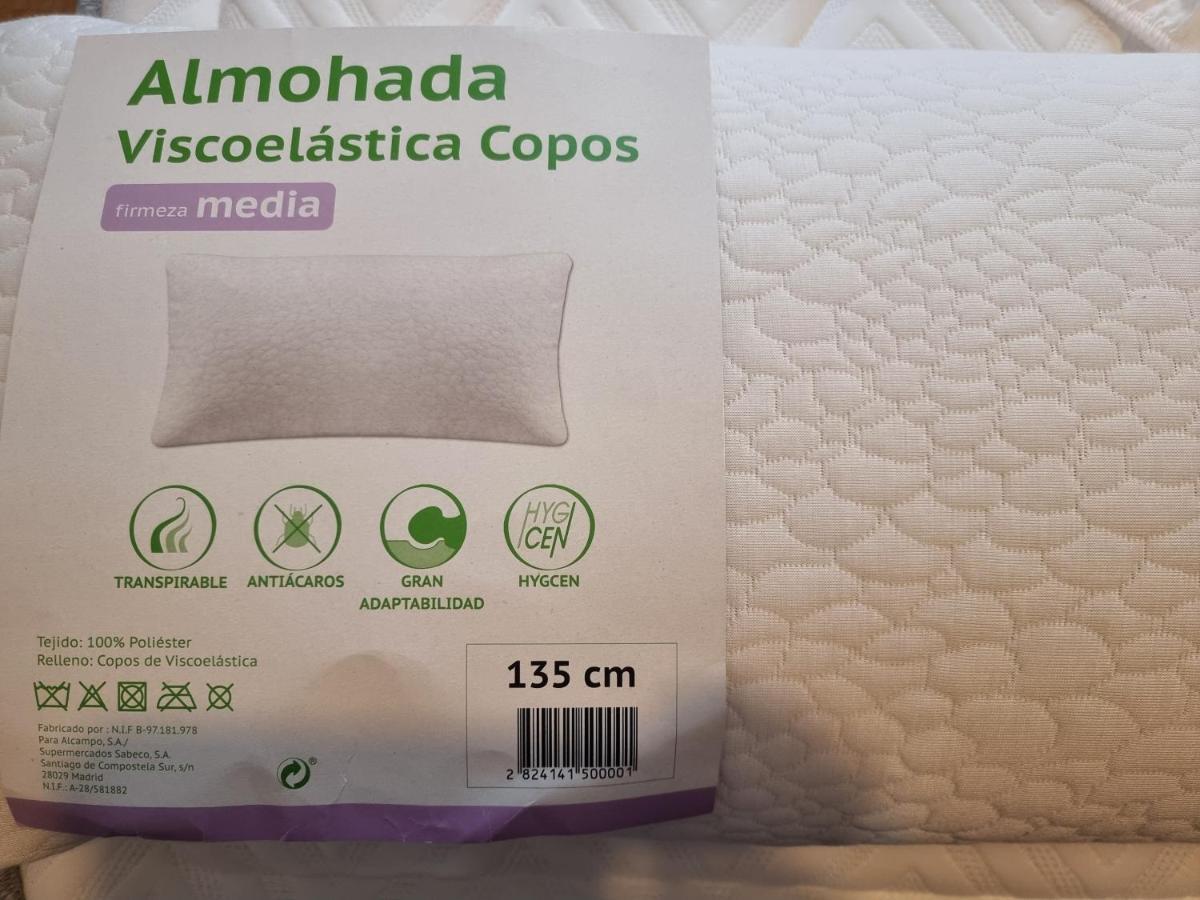 Almohada
Viscoelástica Copos
firmeza media
HYG
CEN
TRANSPIRABLE
ANTIÁCAROS
GRAN
ADAPTABILIDAD
HYGCEN
Tejido: 100% Poliéster
Relleno: Copos de Viscoelástica
Fabricado por : N.I.F B-97.181.978
Para Alcampo, S.A./
Supermercados Sabeco, S.A.
Santiago de Compostela Sur, s/n
28029 Madrid
N.I.F.: A-28/581882
®
135 cm
2 824141 500001